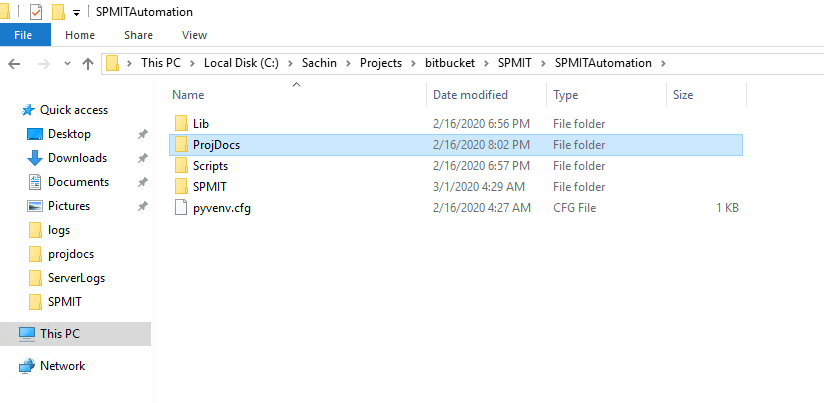 SPMITAutomation
File Home Share View
This PC Local Disk (C:) Sachin Projects bitbucket SPMIT SPMITAutomation
Name Date modified Type Size
Quick access
Desktop
Downloads
Documents
Pictures
logs
projdocs
ServerLogs
SPMIT
This PC
Network
Lib 2/16/2020 6:56 PM File folder
ProjDocs 2/16/2020 8:02 PM File folder
Scripts 2/16/2020 6:57 PM File folder
SPMIT 3/1/2020 4:29 AM File folder
pyvenv.cfg 2/16/2020 4:27 AM CFG File 1 KB